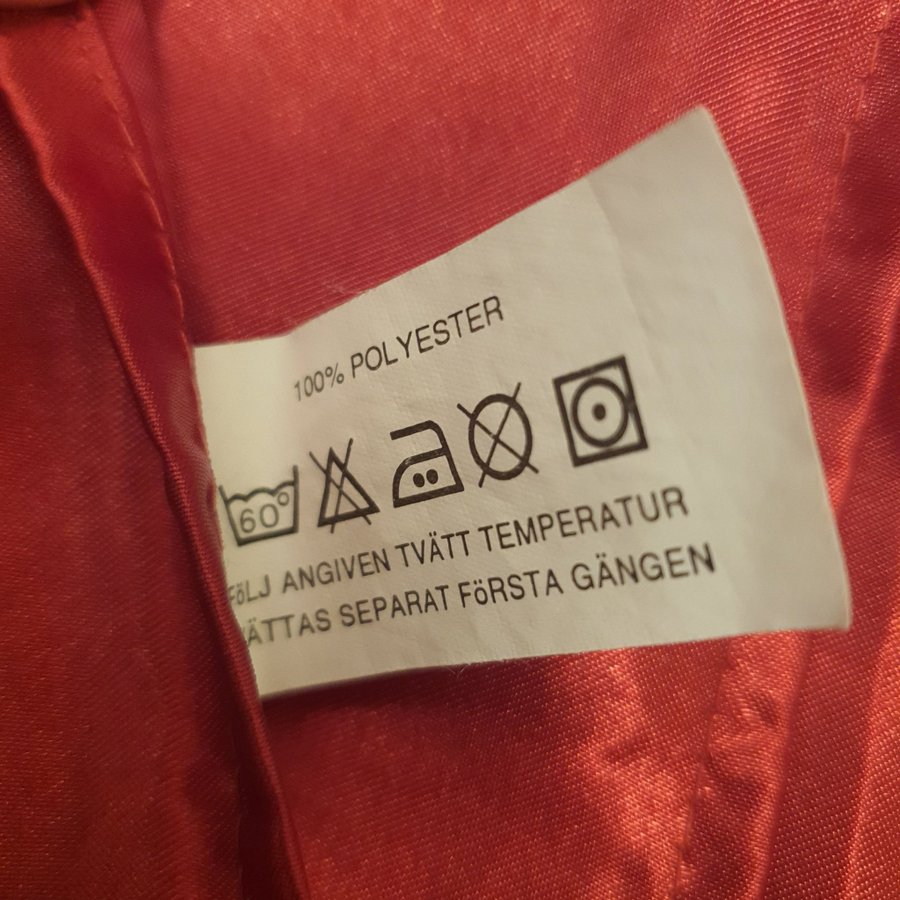 100% POLYESTER
60°
FöLJ ANGIVEN TVÄTT TEMPERATUR
SEPARAT FöRSTA GÄNGEN